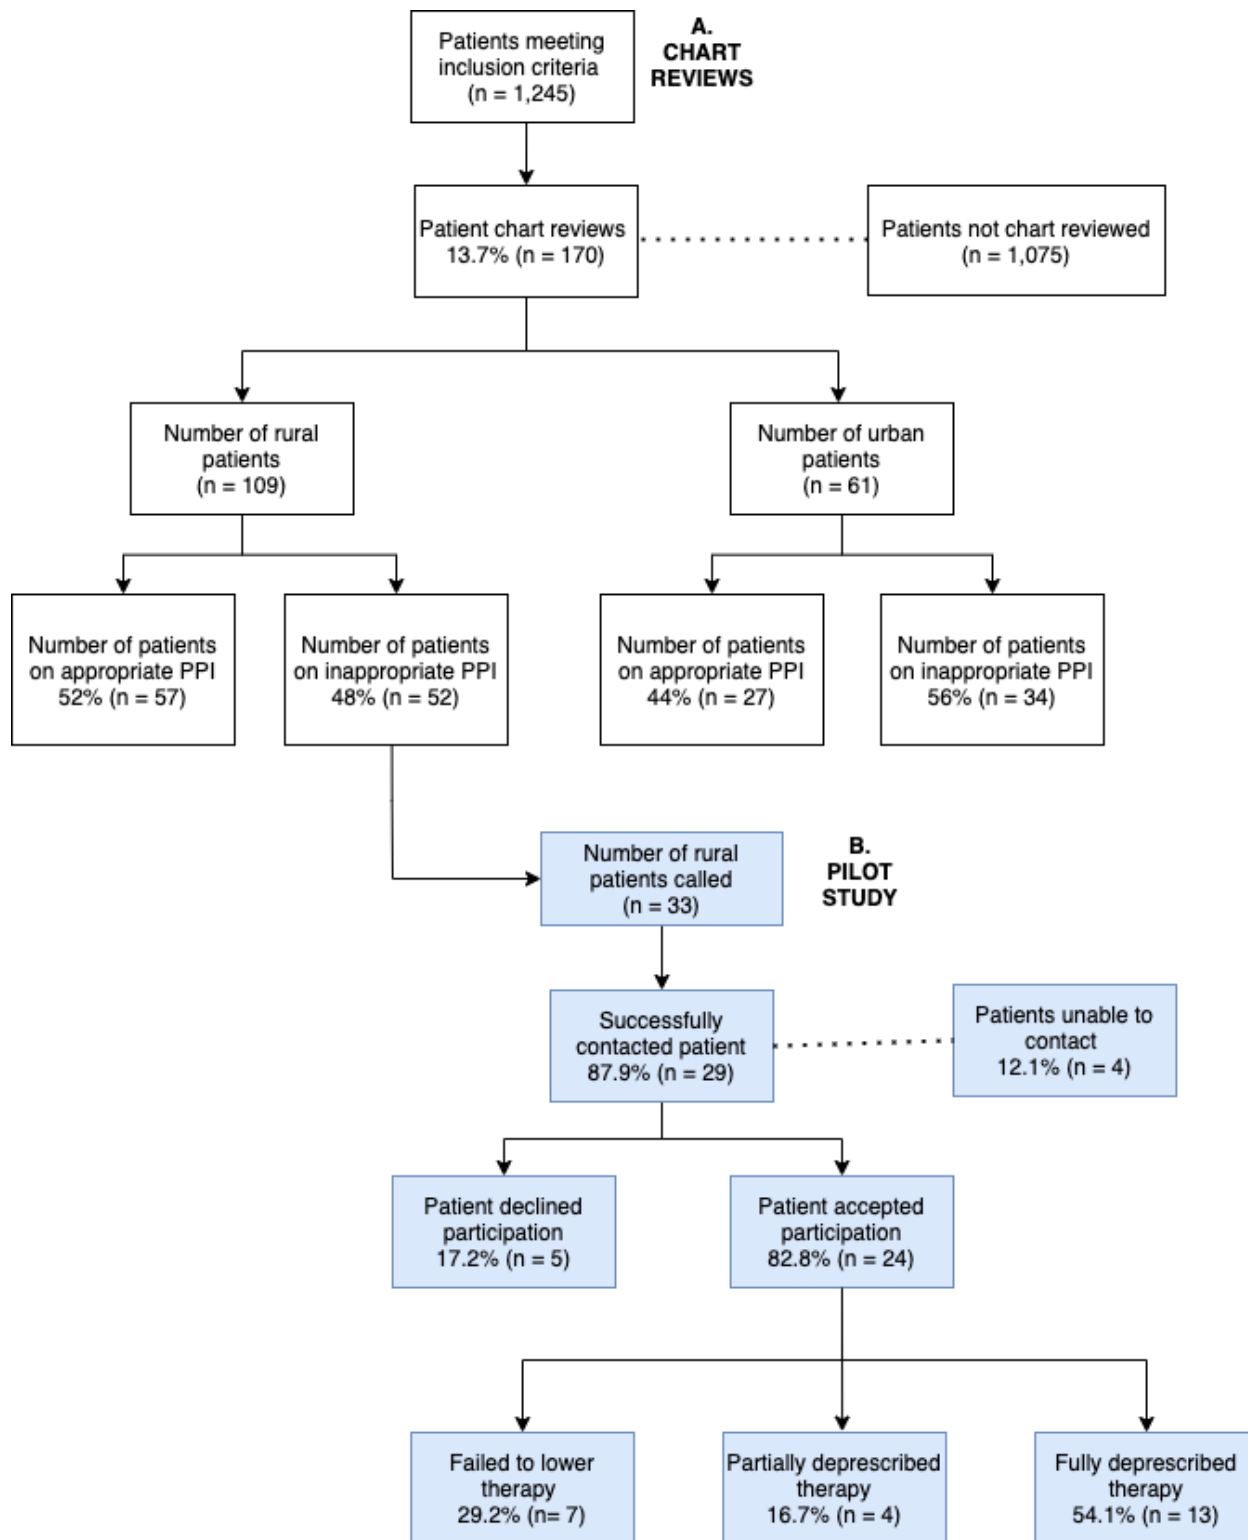 Patients meeting
inclusion criteria
(n = 1,245)
A.
CHART
REVIEWS
Patient chart reviews
13.7% (n = 170)
Patients not chart reviewed
(n = 1,075)
Number of rural
patients
(n = 109)
Number of urban
patients
(n = 61)
Number of patients
on appropriate PPI
52% (n = 57)
Number of patients
on inappropriate PPI
48% (n = 52)
Number of patients
on appropriate PPI
44% (n = 27)
Number of patients
on inappropriate PPI
56% (n = 34)
Number of rural
patients called
(n = 33)
B.
PILOT
STUDY
Successfully
contacted patient
87.9% (n = 29)
Patients unable to
contact
12.1% (n = 4)
Patient declined
participation
17.2% (n = 5)
Patient accepted
participation
82.8% (n = 24)
Failed to lower
therapy
29.2% (n= 7)
Partially deprescribed
therapy
16.7% (n = 4)
Fully deprescribed
therapy
54.1% (n = 13)